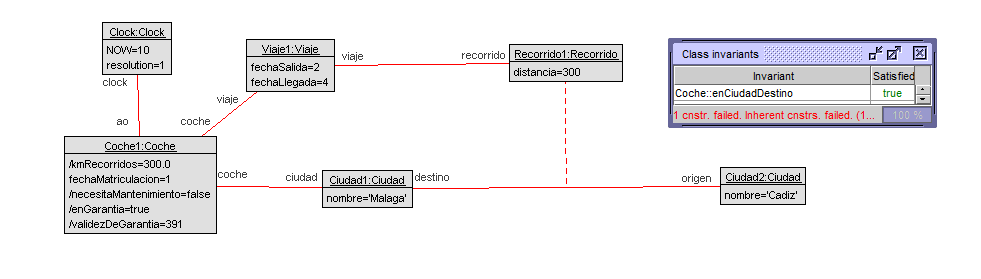 Clock:Clock
NOW=10
resolution=1
clock
ao
Viaje1:Viaje
fechaSalida=2
fechaLlegada=4
viaje
recorrido
viaje
coche
Recorrido1:Recorrido
distancia=300
Class invariants
Invariant Satisfied
Coche::enCiudadDestino true
1 cnstr. failed. Inherent cnstrs. failed. (1... 100 %
Coche1:Coche
/kmRecorridos=300.0
fechaMatriculacion=1
/necesitaMantenimiento=false
/enGarantia=true
/validezDeGarantia=391
coche
ciudad
Ciudad1:Ciudad
nombre='Malaga'
destino
origen
Ciudad2:Ciudad
nombre='Cadiz'